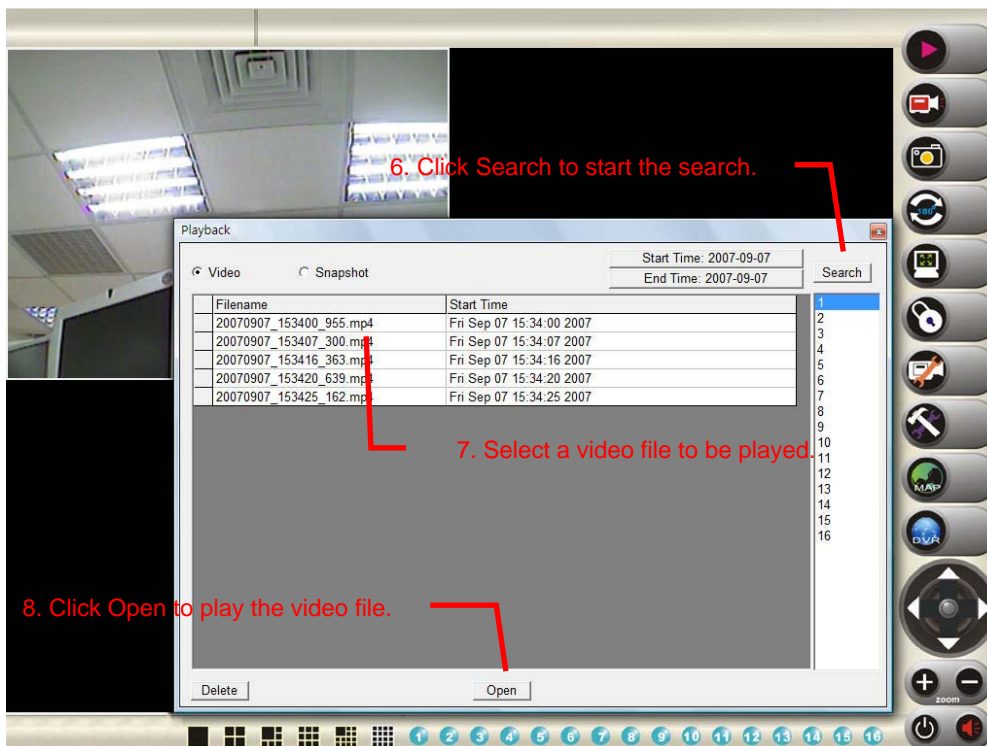 6. Click Search to start the search.
180°
Playback
Video
Snapshot
Start Time: 2007-09-07
End Time: 2007-09-07
Search
Filename
Start Time
20070907_153400_955.mp4
Fri Sep 07 15:34:00 2007
20070907_153407_300.mp4
Fri Sep 07 15:34:07 2007
20070907_153416_363.mp4
Fri Sep 07 15:34:16 2007
20070907_153420_639.mp4
Fri Sep 07 15:34:20 2007
20070907_153425_162.mp4
Fri Sep 07 15:34:25 2007
1
2
3
4
5
6
7
8
9
10
11
12
13
14
15
16
7. Select a video file to be played.
MAP
DVR
8. Click Open to play the video file.
Delete
Open
zoom
1 2 3 4 5 6 7 8 9 10 11 12 13 14 15 16